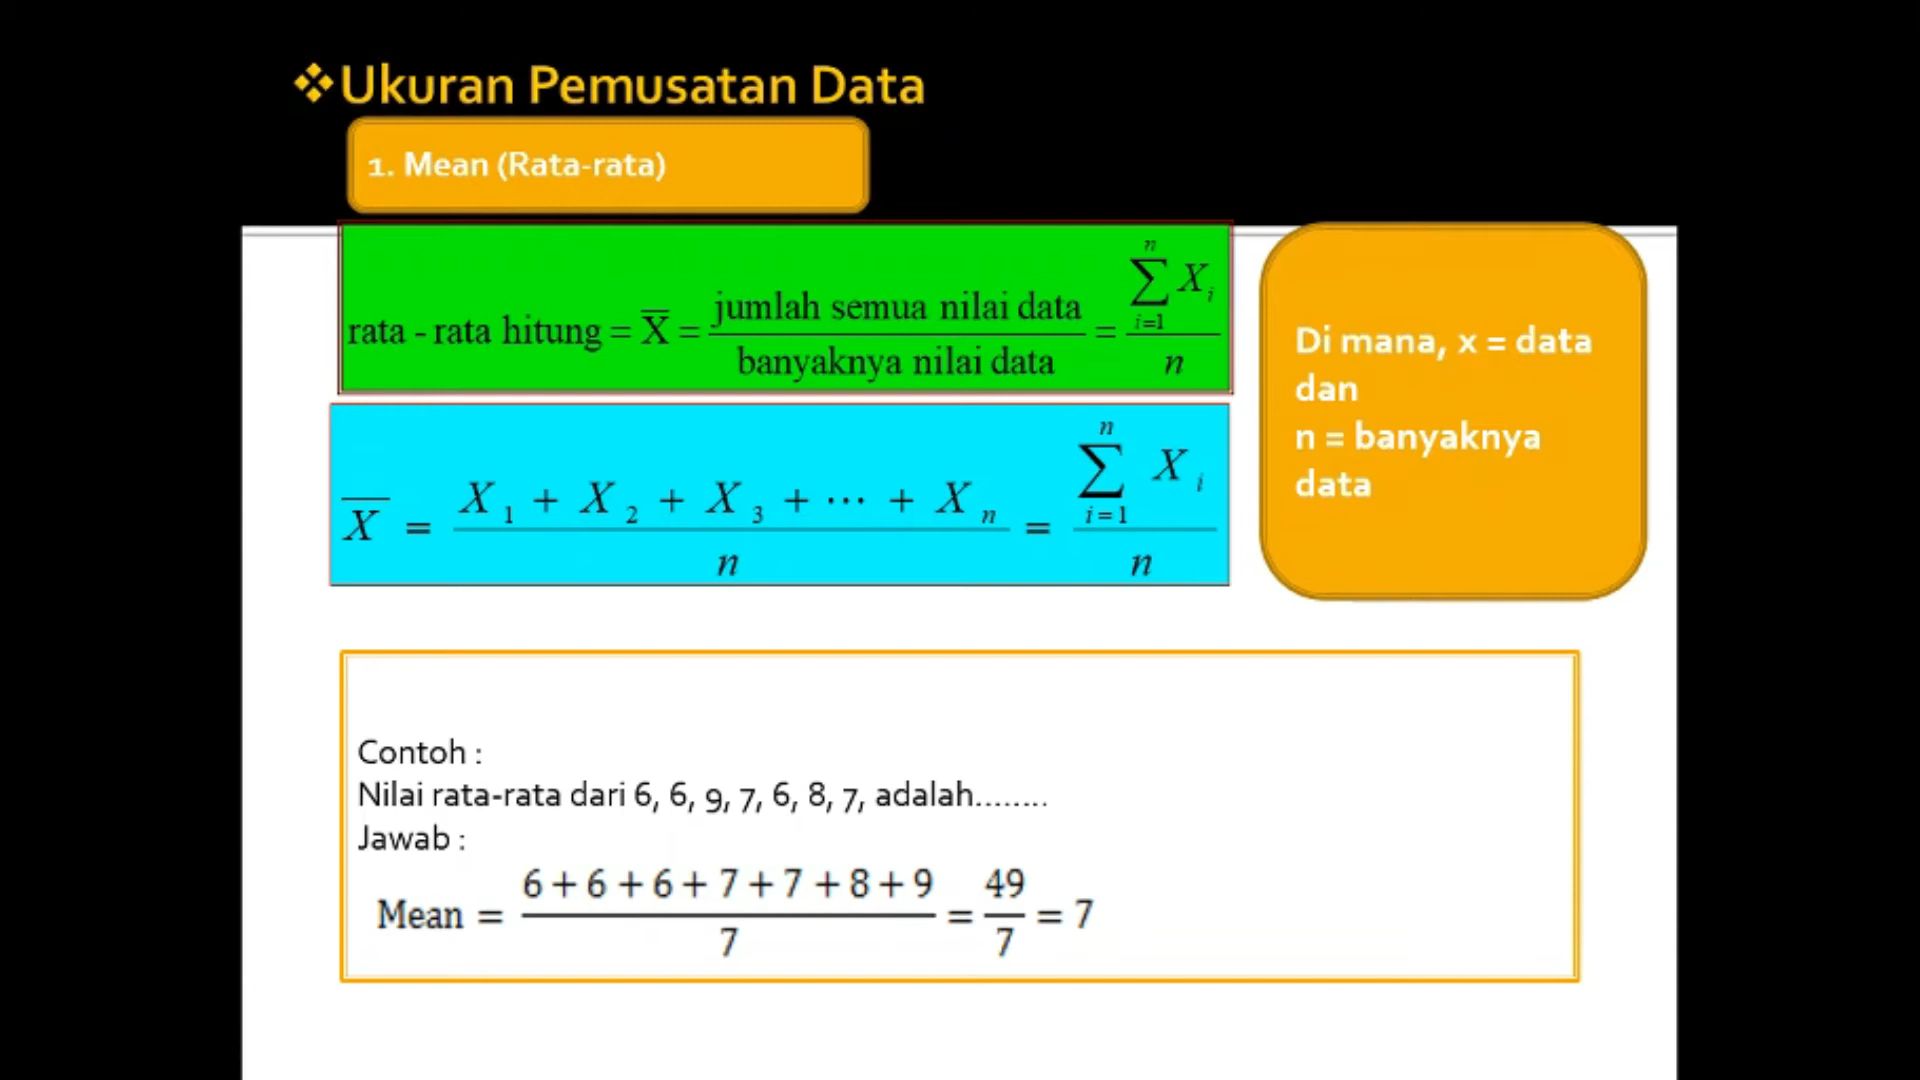 ❖Ukuran Pemusatan Data
1. Mean (Rata-rata)
rata - rata hitung = X̅ = jumlah semua nilai data / banyaknya nilai data = ∑ᵢ₌₁ⁿ Xᵢ / n
X̅ = X₁ + X₂ + X₃ + ⋯ + Xₙ / n = ∑ᵢ₌₁ⁿ Xᵢ / n
Di mana, x = data
dan
n = banyaknya
data
Contoh :
Nilai rata-rata dari 6, 6, 9, 7, 6, 8, 7, adalah........
Jawab :
Mean = 6 + 6 + 6 + 7 + 7 + 8 + 9 / 7 = 49 / 7 = 7